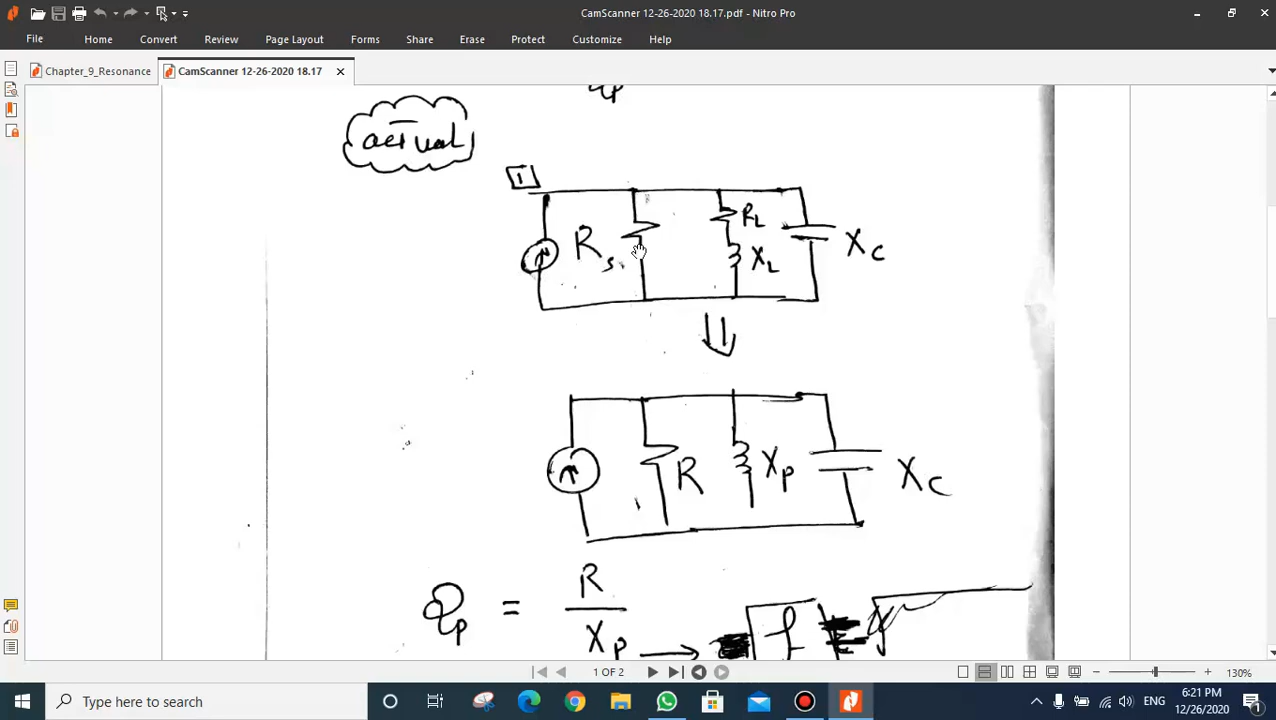 CamScanner 12-26-2020 18.17.pdf - Nitro Pro
File Home Convert Review Page Layout Forms Share Erase Protect Customize Help
Chapter_9_Resonance CamScanner 12-26-2020 18.17
actual
1
Rs RL XL XC
R XP XC
QP = R / XP → f =
1 OF 2 130%
Type here to search ENG 6:21 PM
12/26/2020